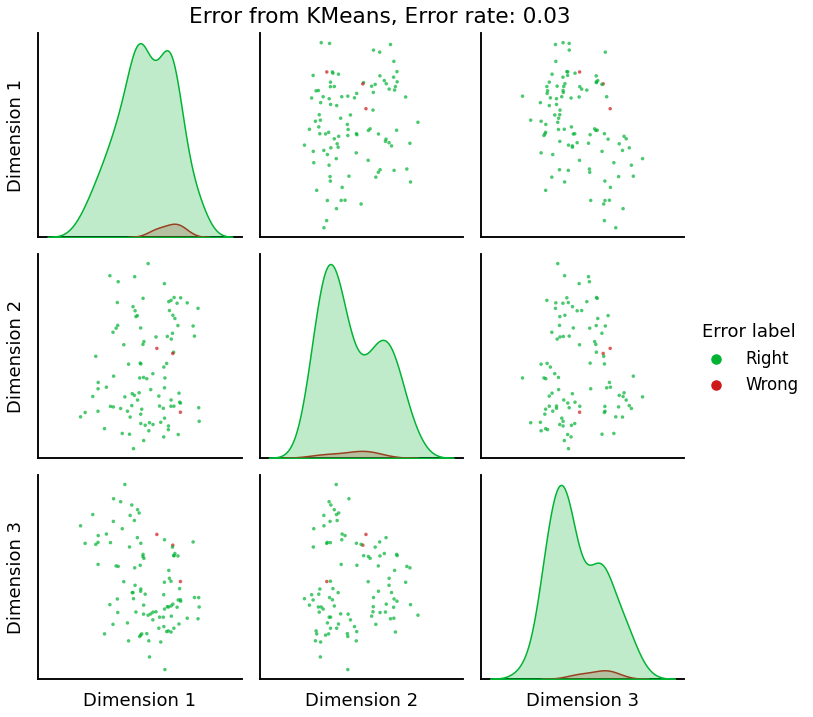 Error from KMeans, Error rate: 0.03
Dimension 1
Dimension 2
Dimension 3
Error label
Right
Wrong
Dimension 1
Dimension 2
Dimension 3